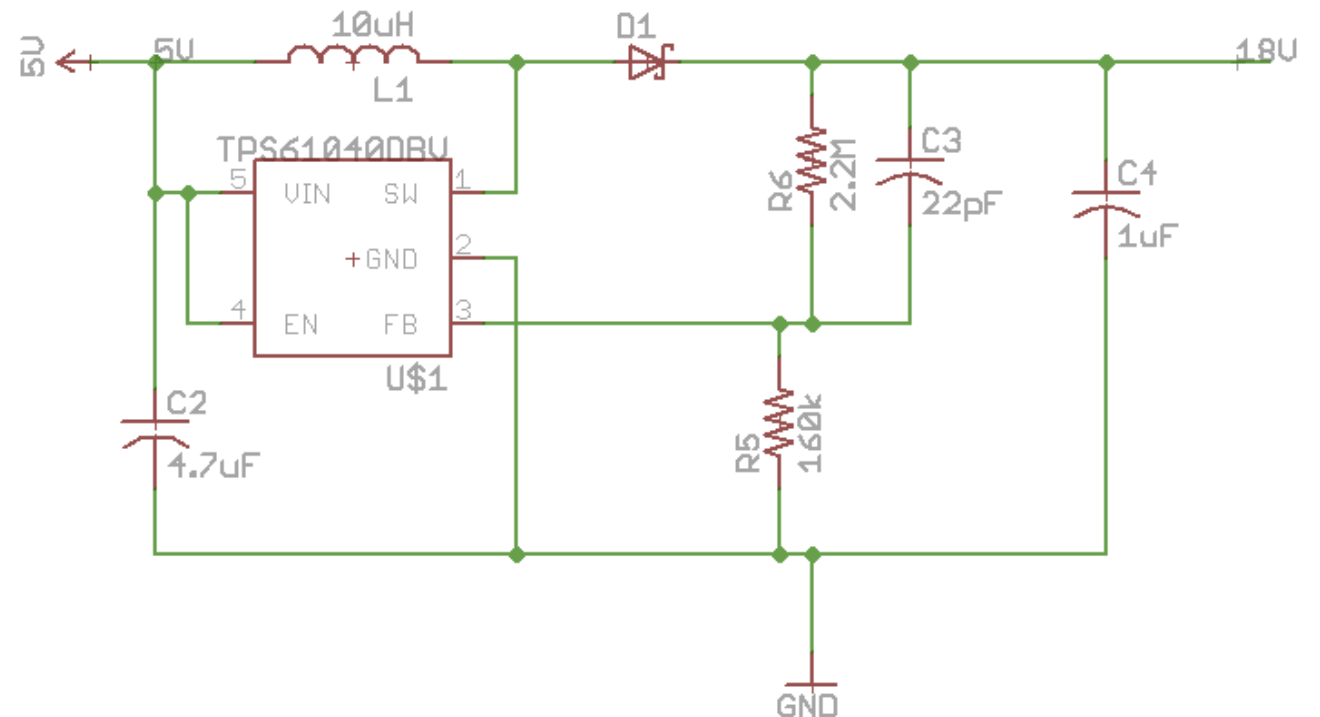 10uH
D1
5V
5V
18V
L1
TPS61040DBV
C3
2.2M
R6
22pF
C4
1uF
5
VIN
SW
1
GND
2
4
EN
FB
3
U$1
C2
4.7uF
R5
160k
GND